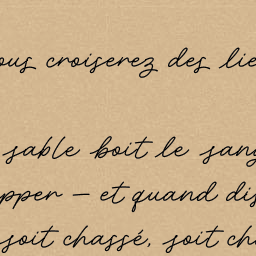 ous croiserez des lie
sable boit le sang
pper — et quand dis
soit chassé, soit ch